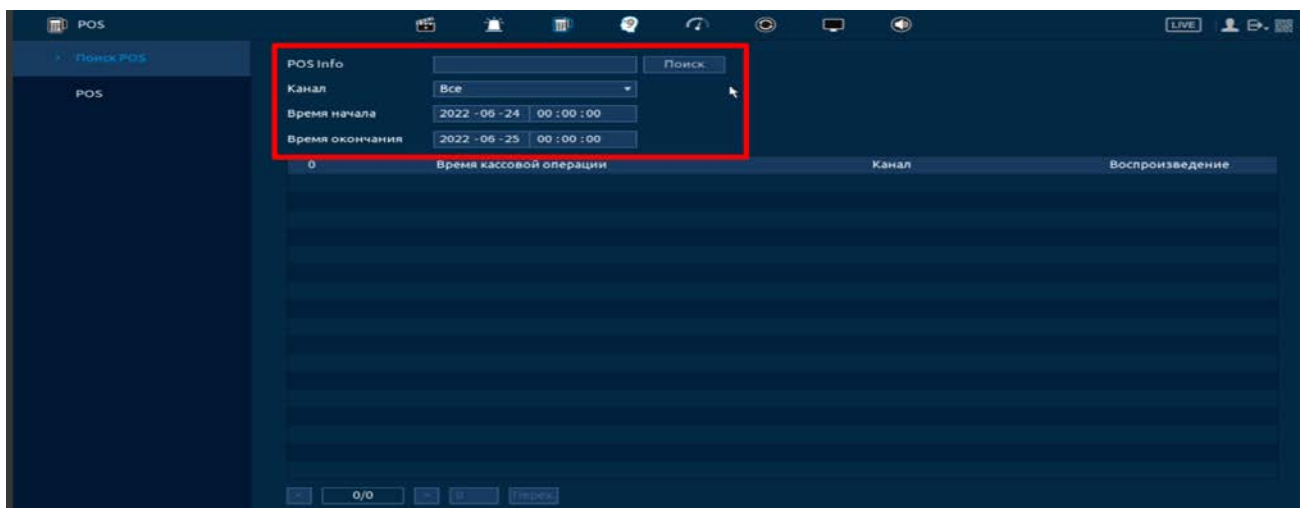 POS
LIVE
Поиск POS
POS
POS Info
Поиск
Канал
Все
Время начала
2022 - 06 - 24 00 : 00 : 00
Время окончания
2022 - 06 - 25 00 : 00 : 00
0 Время кассовой операции Канал Воспроизведение
< 0/0 > 0 Перех.